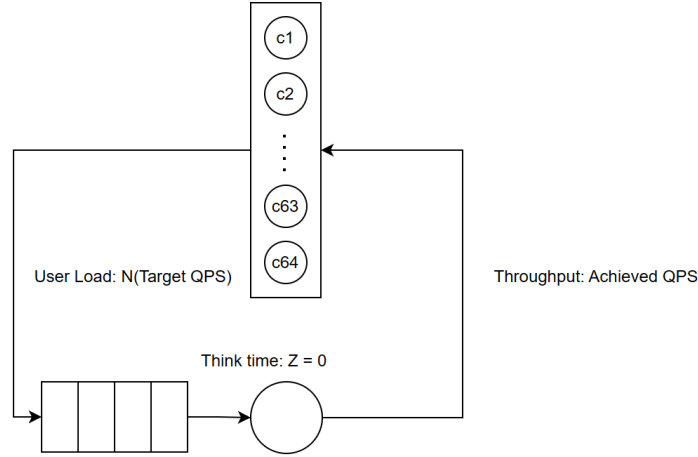 c1
c2
c63
c64
User Load: N(Target QPS)
Throughput: Achieved QPS
Think time: Z = 0